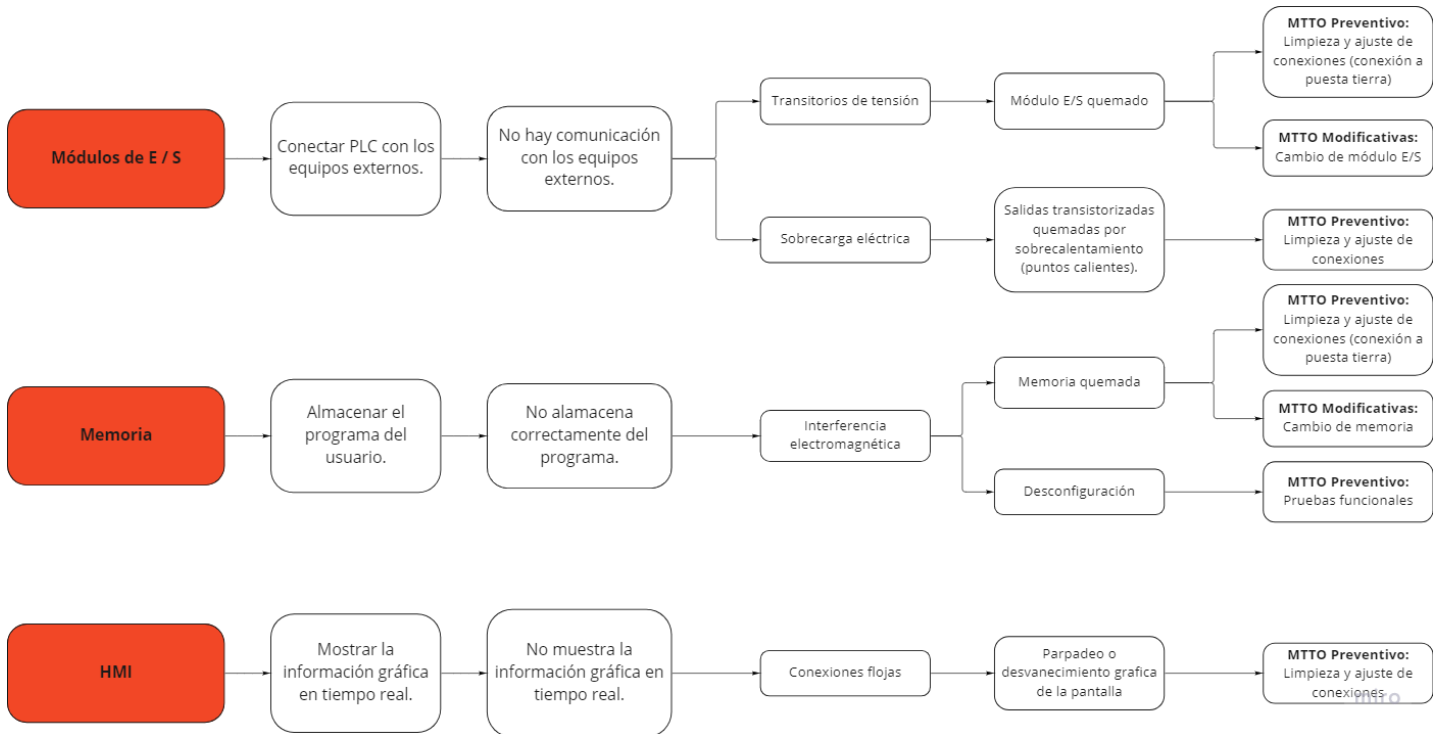 Módulos de E / S
Conectar PLC con los
equipos externos.
No hay comunicación
con los equipos
externos.
Transitorios de tensión
Módulo E/S quemado
MTTO Preventivo:
Limpieza y ajuste de
conexiones (conexión a
puesta tierra)
MTTO Modificativas:
Cambio de módulo E/S
Sobrecarga eléctrica
Salidas transistorizadas
quemadas por
sobrecalentamiento
(puntos calientes).
MTTO Preventivo:
Limpieza y ajuste de
conexiones
Memoria
Almacenar el
programa del
usuario.
No alamacena
correctamente del
programa.
Interferencia
electromagnética
Memoria quemada
MTTO Preventivo:
Limpieza y ajuste de
conexiones (conexión a
puesta tierra)
MTTO Modificativas:
Cambio de memoria
Desconfiguración
MTTO Preventivo:
Pruebas funcionales
HMI
Mostrar la
información gráfica
en tiempo real.
No muestra la
información gráfica en
tiempo real.
Conexiones flojas
Parpadeo o
desvanecimiento grafica
de la pantalla
MTTO Preventivo:
Limpieza y ajuste de
conexiones
miro